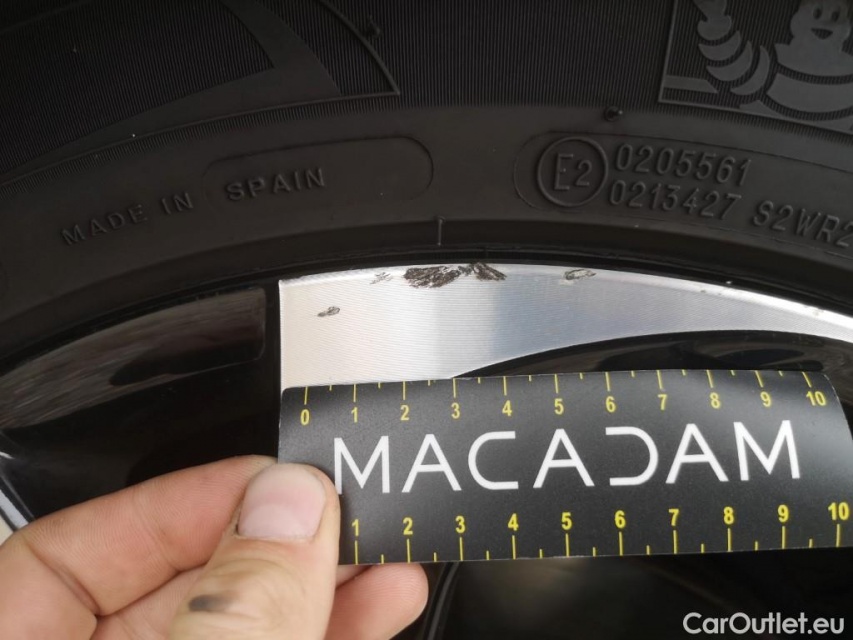 MADE IN SPAIN
E2
0205561
0213427 S2WR2
0 1 2 3 4 5 6 7 8 9 10
MACADAM
1 2 3 4 5 6 7 8 9 10
CarOutlet.eu